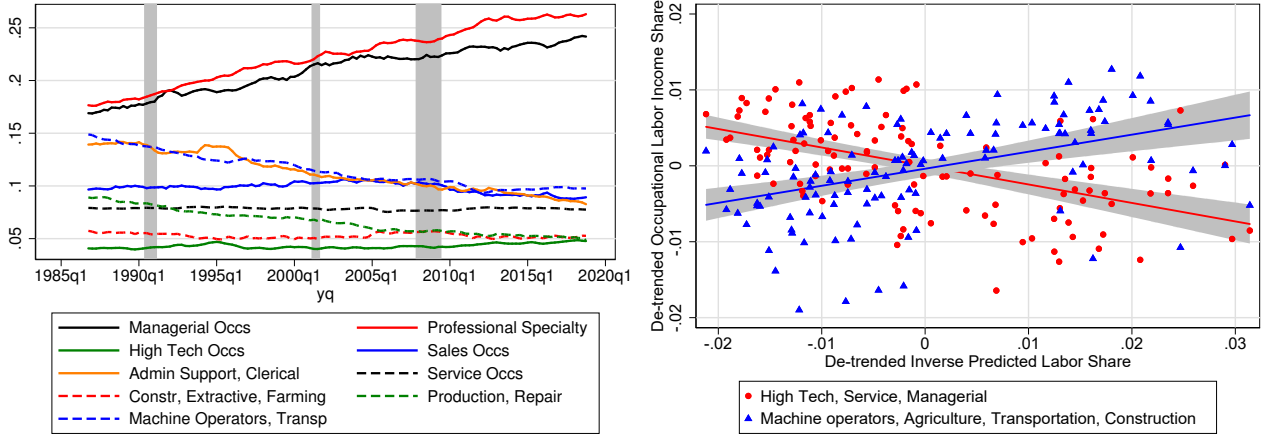 .25
.2
.15
.1
.05
1985q1 1990q1 1995q1 2000q1 2005q1 2010q1 2015q1 2020q1
yq
Managerial Occs
Professional Specialty
High Tech Occs
Sales Occs
Admin Support, Clerical
Service Occs
Constr, Extractive, Farming
Production, Repair
Machine Operators, Transp
De-trended Occupational Labor Income Share
.02
.01
0
-.01
-.02
-.02 -.01 0 .01 .02 .03
De-trended Inverse Predicted Labor Share
High Tech, Service, Managerial
Machine operators, Agriculture, Transportation, Construction